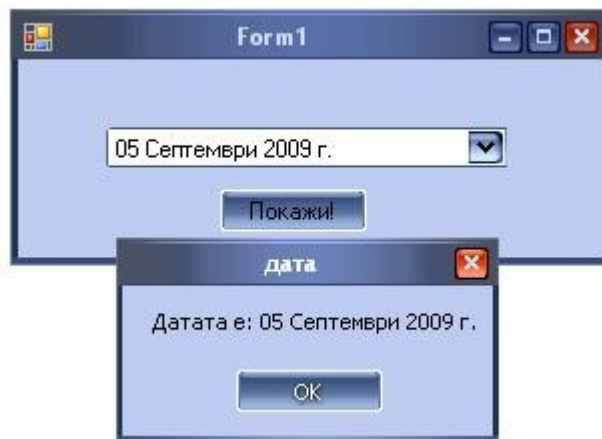 Form1
05 Септември 2009 г.
Покажи!
дата
Датата е: 05 Септември 2009 г.
OK